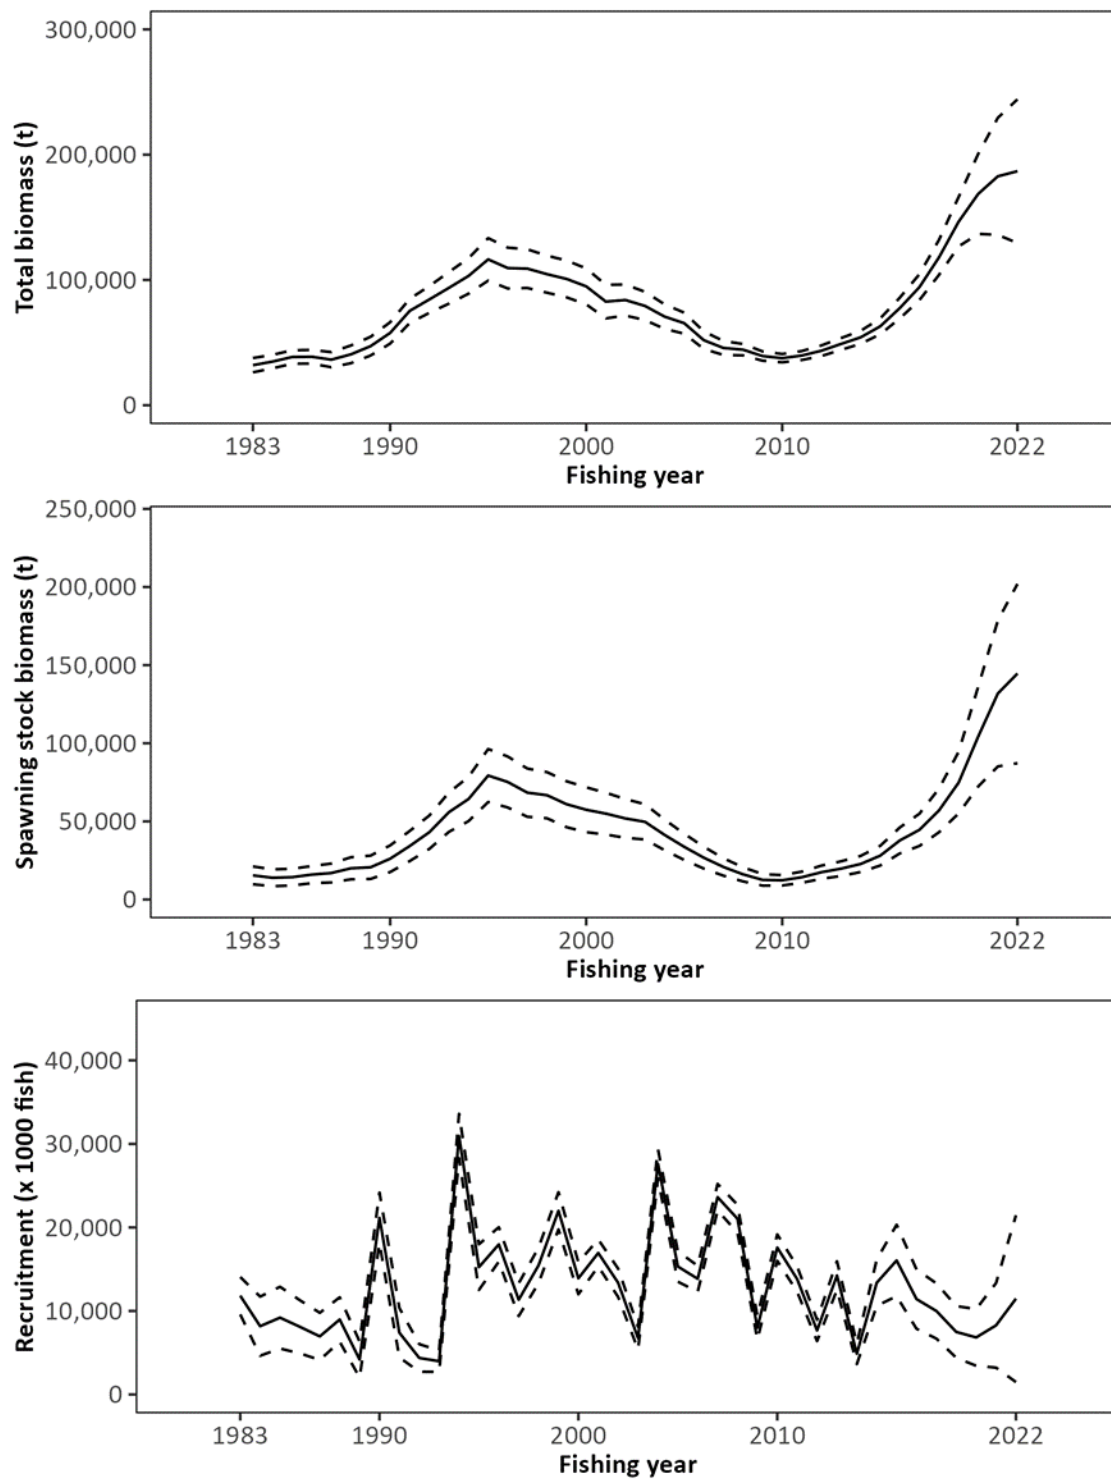 300,000
200,000
100,000
0
Total biomass (t)
1983 1990 2000 2010 2022
Fishing year
250,000
200,000
150,000
100,000
50,000
0
Spawning stock biomass (t)
1983 1990 2000 2010 2022
Fishing year
40,000
30,000
20,000
10,000
0
Recruitment (x 1000 fish)
1983 1990 2000 2010 2022
Fishing year